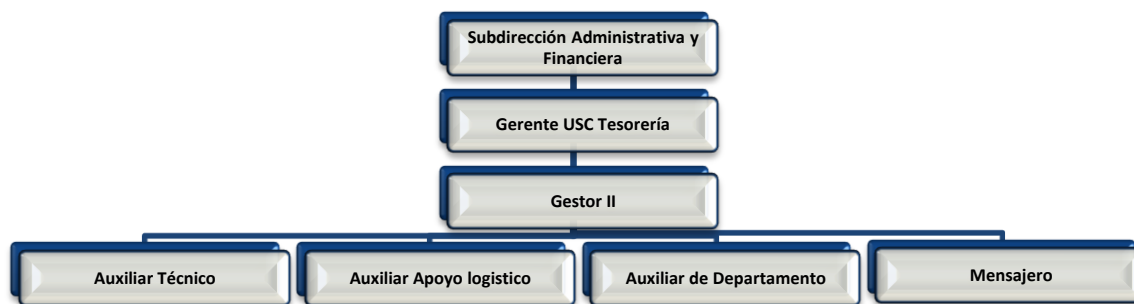 Subdirección Administrativa y
Financiera
Gerente USC Tesorería
Gestor II
Auxiliar Técnico
Auxiliar Apoyo logistico
Auxiliar de Departamento
Mensajero